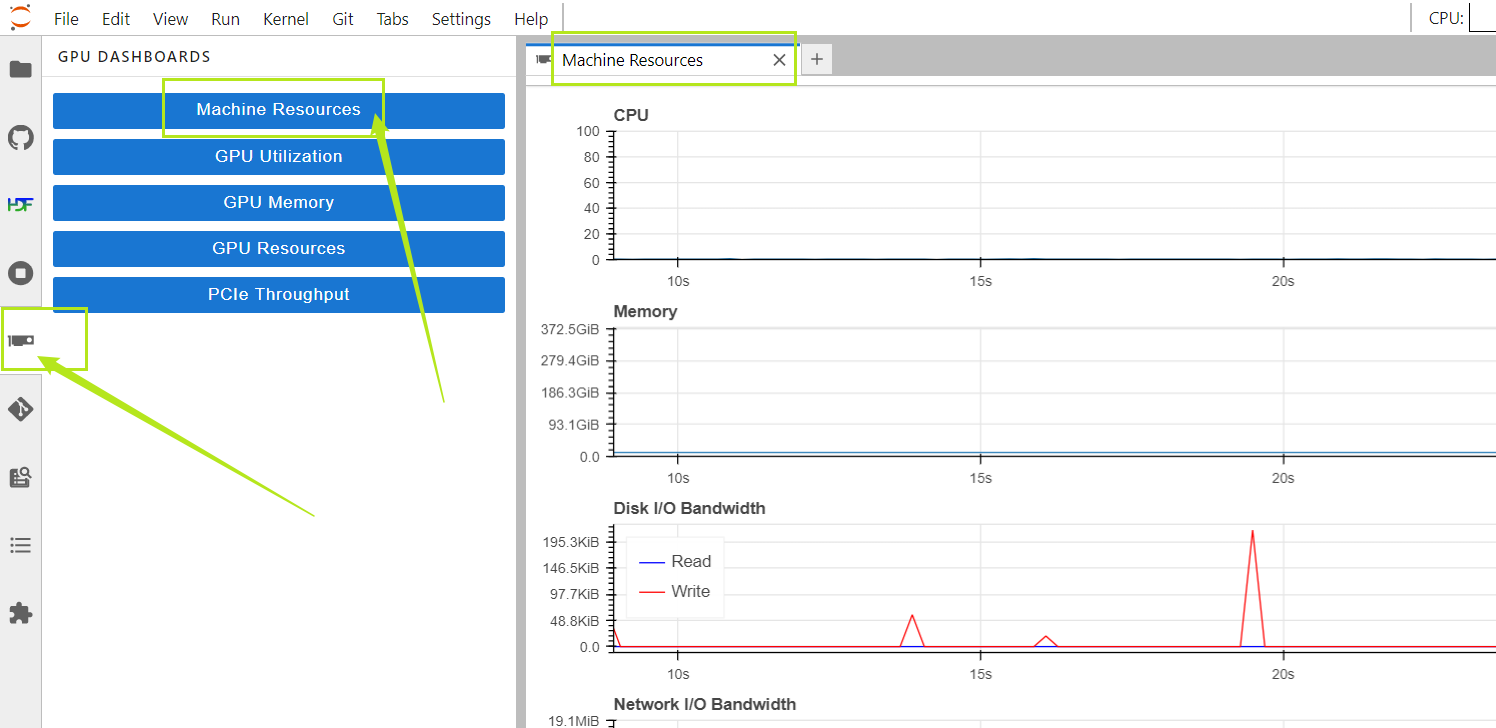 File Edit View Run Kernel Git Tabs Settings Help CPU:
GPU DASHBOARDS
Machine Resources
GPU Utilization
GPU Memory
GPU Resources
PCIe Throughput
HDF
Machine Resources
CPU
100
80
60
40
20
0
10s 15s 20s
Memory
372.5GiB
279.4GiB
186.3GiB
93.1GiB
0.0
10s 15s 20s
Disk I/O Bandwidth
195.3KiB
146.5KiB
97.7KiB
48.8KiB
0.0
Read
Write
10s 15s 20s
Network I/O Bandwidth
19.1MiB